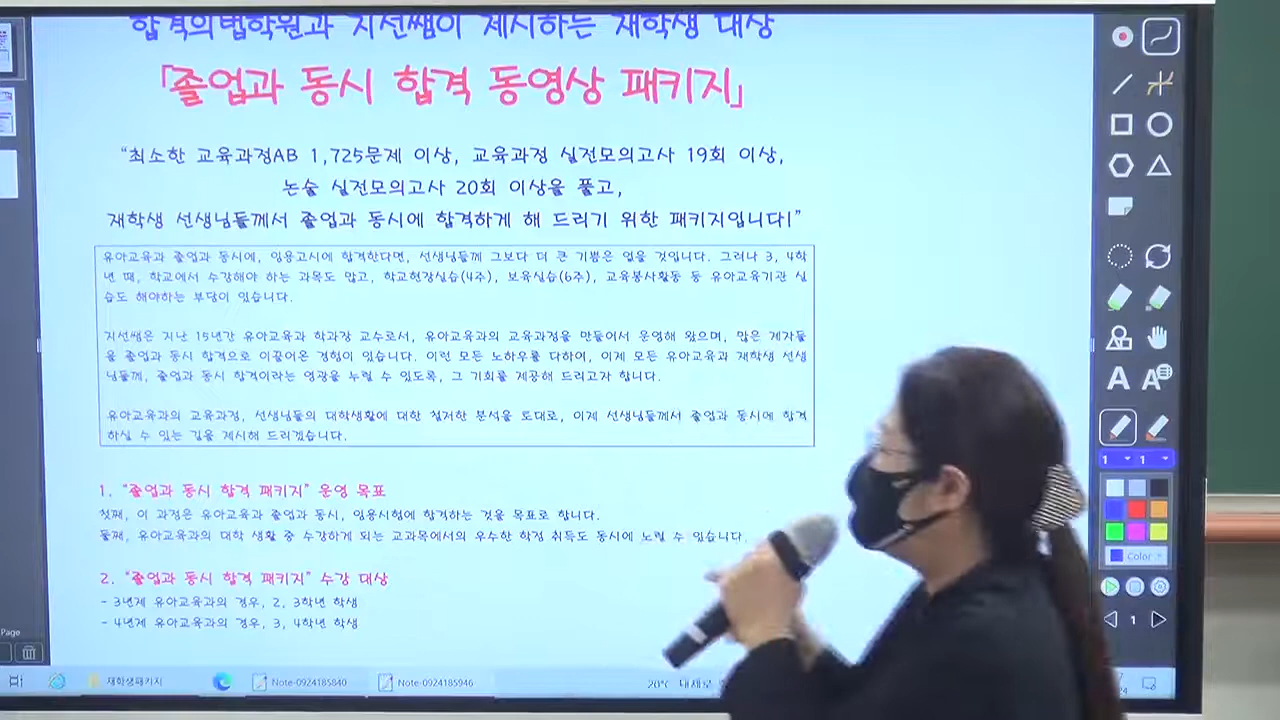 합격의법학원과 지선쌤이 제시하는 재학생 대상
「졸업과 동시 합격 동영상 패키지」
"최소한 교육과정AB 1,725문제 이상, 교육과정 실전모의고사 19회 이상,
논술 실전모의고사 20회 이상을 풀고,
재학생 선생님들께서 졸업과 동시에 합격하게 해 드리기 위한 패키지입니다!"
유아교육과 졸업과 동시에, 임용고시에 합격한다면, 선생님들께 그보다 더 큰 기쁨은 없을 것입니다. 그러나 3, 4학
년 때, 학교에서 수강해야 하는 과목도 많고, 학교현장실습(4주), 보육실습(6주), 교육봉사활동 등 유아교육기관 실
습도 해야하는 부담이 있습니다.
지선쌤은 지난 15년간 유아교육과 학과장 교수로서, 유아교육과의 교육과정을 만들어서 운영해 왔으며, 많은 제자들
을 졸업과 동시 합격으로 이끌어온 경험이 있습니다. 이런 모든 노하우를 다하여, 이제 모든 유아교육과 재학생 선생
님들께, 졸업과 동시 합격이라는 영광을 누릴 수 있도록, 그 기회를 제공해 드리고자 합니다.
유아교육과의 교육과정, 선생님들의 대학생활에 대한 철저한 분석을 토대로, 이제 선생님들께서 졸업과 동시에 합격
하실 수 있는 길을 제시해 드리겠습니다.
1. "졸업과 동시 합격 패키지" 운영 목표
첫째, 이 과정은 유아교육과 졸업과 동시, 임용시험에 합격하는 것을 목표로 합니다.
둘째, 유아교육과의 대학 생활 중 수강하게 되는 교과목에서의 우수한 학점 취득도 동시에 노릴 수 있습니다.
2. "졸업과 동시 합격 패키지" 수강 대상
- 3년제 유아교육과의 경우, 2, 3학년 학생
- 4년제 유아교육과의 경우, 3, 4학년 학생
A A
1 1
Color
1
Page
재학생패키지 Note-0924185840 Note-0924185946 20℃ 대체로